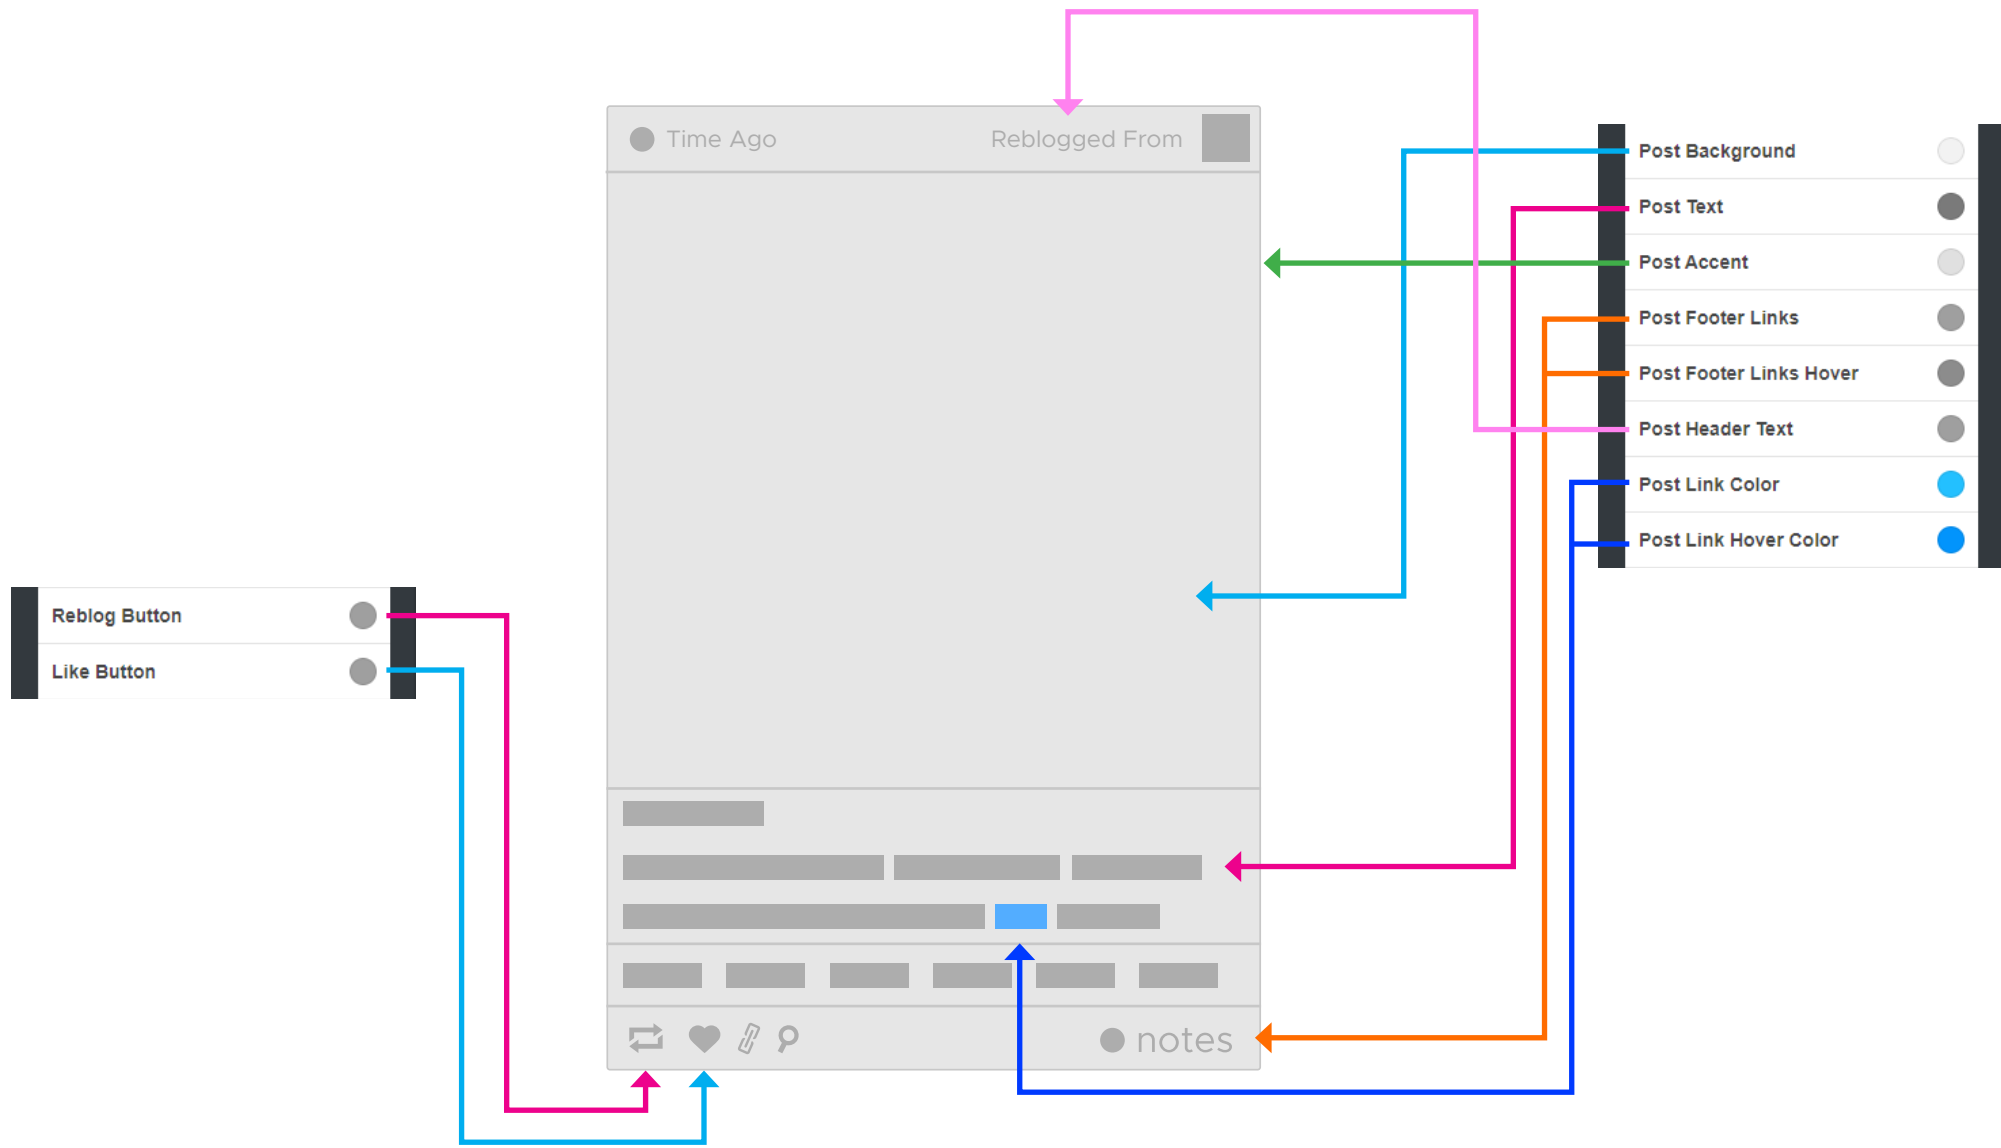 Time Ago
Reblogged From
Post Background
Post Text
Post Accent
Post Footer Links
Post Footer Links Hover
Post Header Text
Post Link Color
Post Link Hover Color
Reblog Button
Like Button
notes